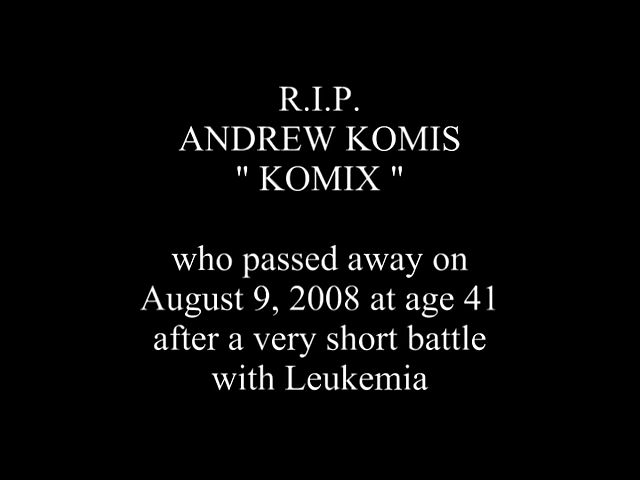 R.I.P.
ANDREW KOMIS
" KOMIX "
who passed away on
August 9, 2008 at age 41
after a very short battle
with Leukemia